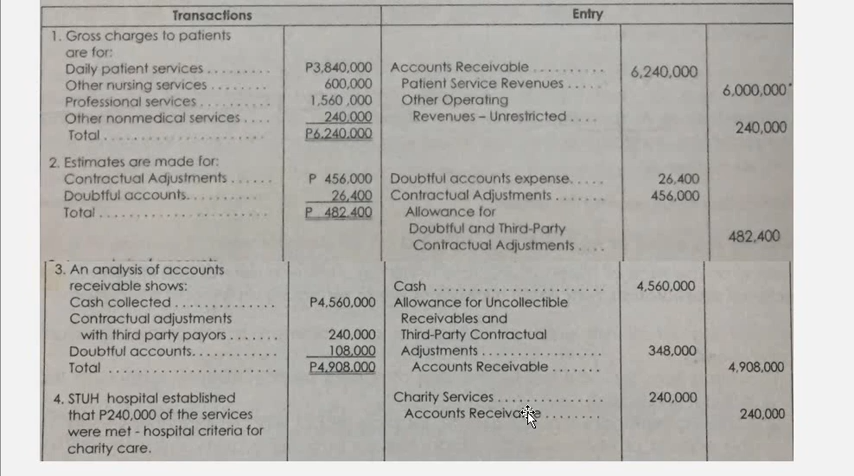 Transactions Entry
1. Gross charges to patients
are for:
Daily patient services .......... P3,840,000 Accounts Receivable .......... 6,240,000
Other nursing services ........ 600,000 Patient Service Revenues ..... 6,000,000*
Professional services .......... 1,560 ,000 Other Operating
Other nonmedical services .... 240,000 Revenues – Unrestricted .... 240,000
Total ........................ P6,240,000
2. Estimates are made for:
Contractual Adjustments ...... P 456,000 Doubtful accounts expense. .... 26,400
Doubtful accounts. ............ 26,400 Contractual Adjustments ....... 456,000
Total ........................ P 482,400 Allowance for
Doubtful and Third-Party
Contractual Adjustments .... 482,400
3. An analysis of accounts
receivable shows: Cash ........................ 4,560,000
Cash collected .............. P4,560,000 Allowance for Uncollectible
Contractual adjustments Receivables and
with third party payors ....... 240,000 Third-Party Contractual
Doubtful accounts. ........... 108,000 Adjustments ................. 348,000
Total ....................... P4,908,000 Accounts Receivable ....... 4,908,000
4. STUH hospital established Charity Services ............... 240,000
that P240,000 of the services Accounts Receivable ........ 240,000
were met - hospital criteria for
charity care.